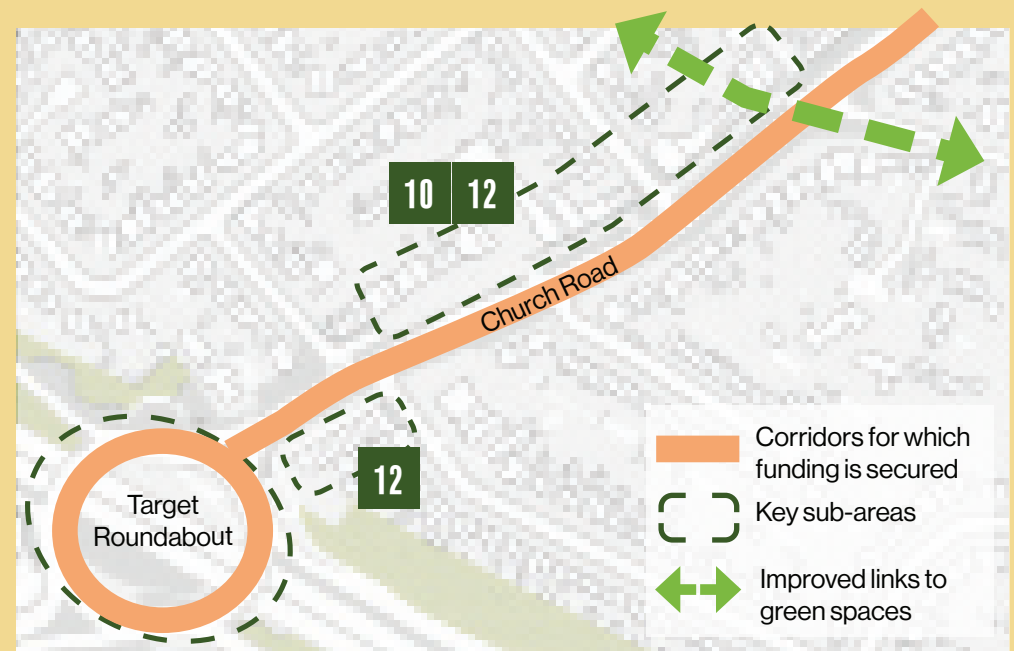 10 12
Church Road
12
Target
Roundabout
Corridors for which
funding is secured
Key sub-areas
Improved links to
green spaces